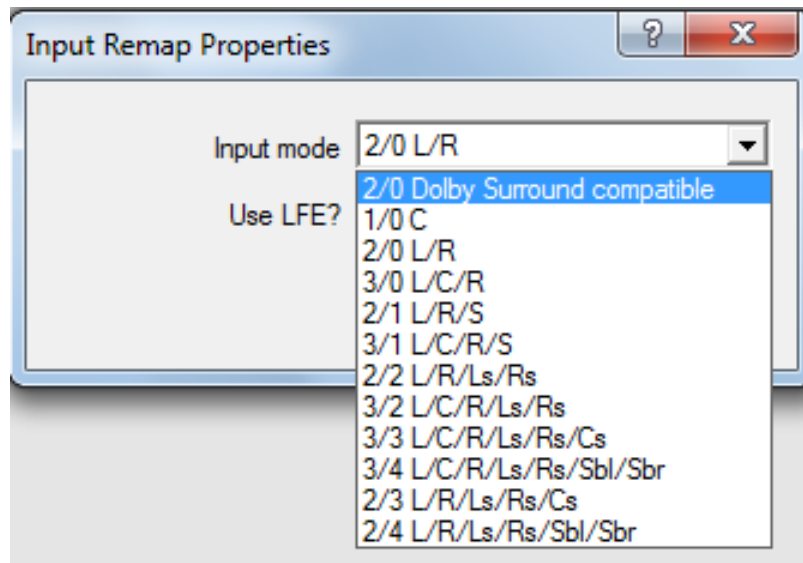 Input Remap Properties
Input mode 2/0 L/R
Use LFE?
2/0 Dolby Surround compatible
1/0 C
2/0 L/R
3/0 L/C/R
2/1 L/R/S
3/1 L/C/R/S
2/2 L/R/Ls/Rs
3/2 L/C/R/Ls/Rs
3/3 L/C/R/Ls/Rs/Cs
3/4 L/C/R/Ls/Rs/Sbl/Sbr
2/3 L/R/Ls/Rs/Cs
2/4 L/R/Ls/Rs/Sbl/Sbr